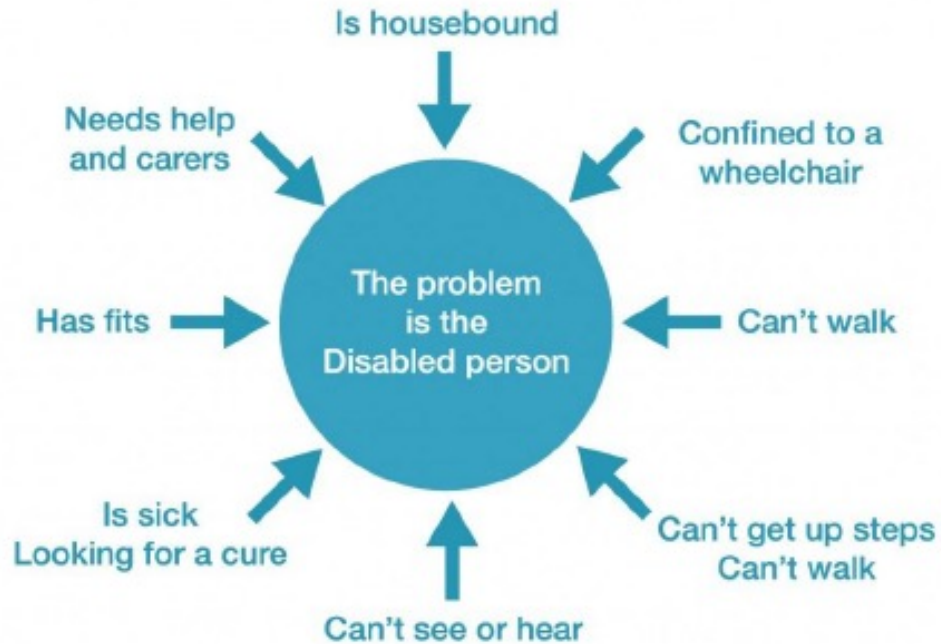 Is housebound
Needs help
and carers
Confined to a
wheelchair
The problem
is the
Disabled person
Has fits
Can't walk
Is sick
Looking for a cure
Can't get up steps
Can't walk
Can't see or hear